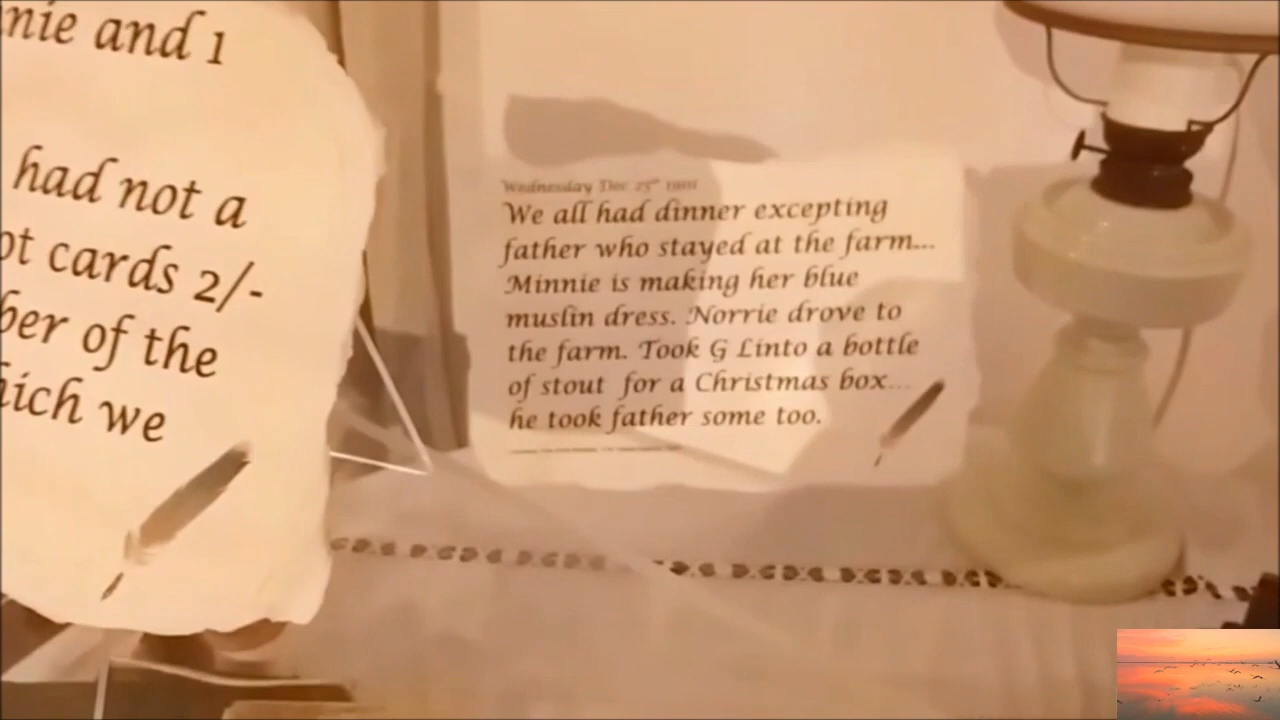 nie and 1
had not a
ot cards 2/-
ber of the
hich we
Wednesday Dec 25th 1901
We all had dinner excepting
father who stayed at the farm...
Minnie is making her blue
muslin dress. Norrie drove to
the farm. Took G Linto a bottle
of stout for a Christmas box...
he took father some too.